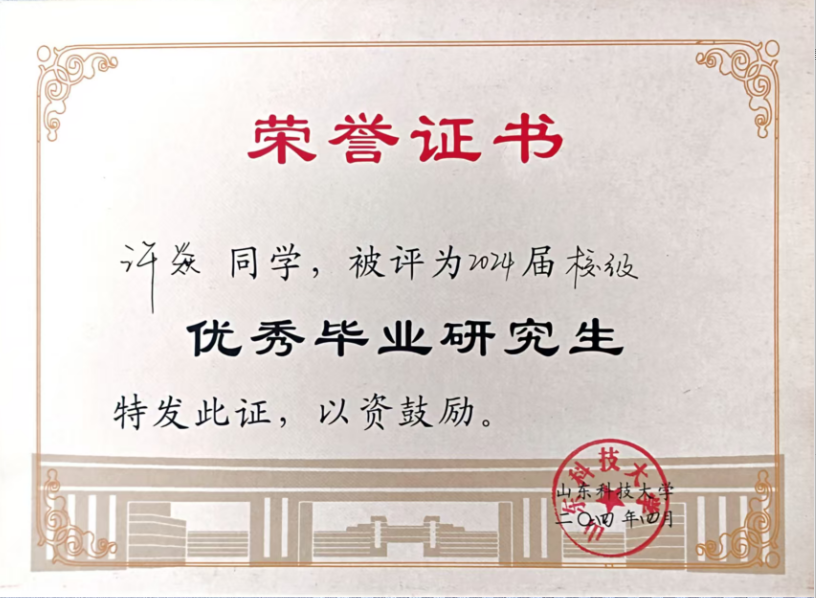 荣誉证书
许焱 同学，被评为2024届校级
优秀毕业研究生
特发此证，以资鼓励。
山东科技大学
山东科技大学
二〇二四年四月